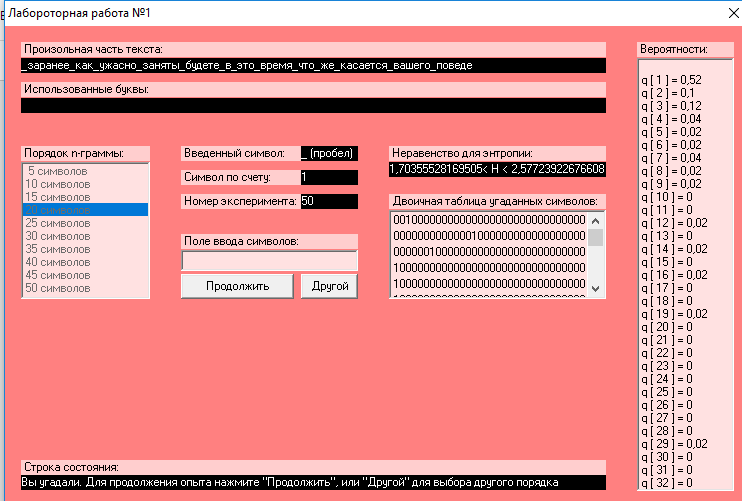 Лабороторная работа №1
Произольная часть текста:
_заранее_как_ужасно_заняты_будете_в_это_время_что_же_касается_вашего_поведе
Использованные буквы:
Порядок n-граммы:
5 символов
10 символов
15 символов
25 символов
30 символов
35 символов
40 символов
45 символов
50 символов
Введенный символ:
_ (пробел)
Символ по счету:
1
Номер эксперимента:
50
Поле ввода символов:
Продолжить
Другой
Неравенство для энтропии:
1,70355528169505< H < 2,57723922676608
Двоичная таблица угаданных символов:
00100000000000000000000000000000
00000000000010000000000000000000
00000010000000000000000000000000
10000000000000000000000000000000
10000000000000000000000000000000
Вероятности:
q [ 1 ] = 0,52
q [ 2 ] = 0,1
q [ 3 ] = 0,12
q [ 4 ] = 0,04
q [ 5 ] = 0,02
q [ 6 ] = 0,02
q [ 7 ] = 0,04
q [ 8 ] = 0,02
q [ 9 ] = 0,02
q [ 10 ] = 0
q [ 11 ] = 0
q [ 12 ] = 0,02
q [ 13 ] = 0
q [ 14 ] = 0,02
q [ 15 ] = 0
q [ 16 ] = 0,02
q [ 17 ] = 0
q [ 18 ] = 0
q [ 19 ] = 0,02
q [ 20 ] = 0
q [ 21 ] = 0
q [ 22 ] = 0
q [ 23 ] = 0
q [ 24 ] = 0
q [ 25 ] = 0
q [ 26 ] = 0
q [ 27 ] = 0
q [ 28 ] = 0
q [ 29 ] = 0,02
q [ 30 ] = 0
q [ 31 ] = 0
q [ 32 ] = 0
Строка состояния:
Вы угадали. Для продолжения опыта нажмите "Продолжить", или "Другой" для выбора другого порядка